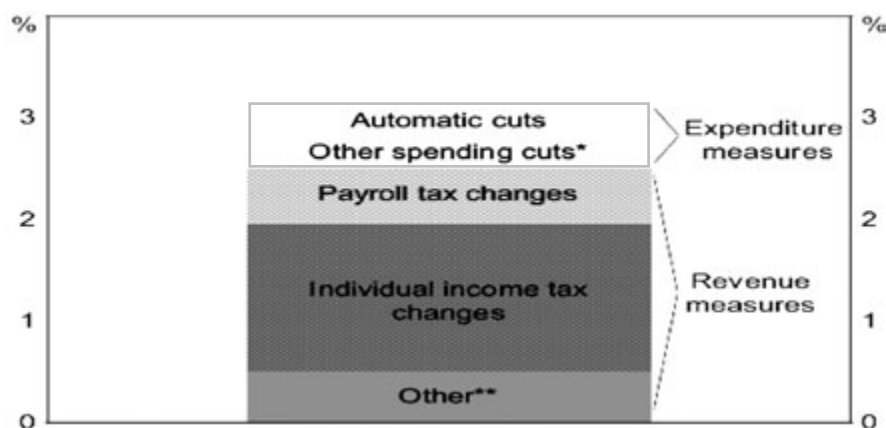 % %
3 3
Automatic cuts
Other spending cuts*
Expenditure
measures
Payroll tax changes
2 2
Individual income tax
changes
Revenue
measures
1 1
Other**
0 0